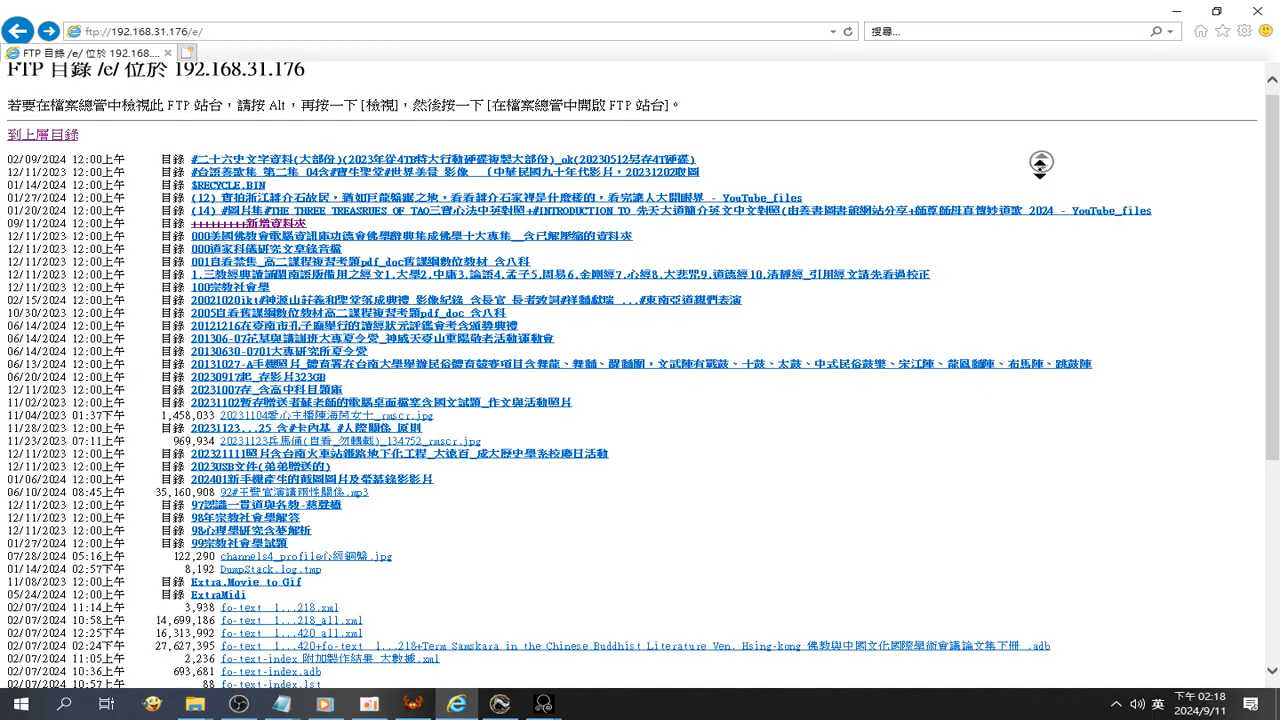 ftp://192.168.31.176/e/
搜尋...
FTP 目錄 /e/ 位於 192.168.31....
FTP 目錄 /e/ 位於 192.168.31.176
若要在檔案總管中檢視此 FTP 站台，請按 Alt，再按一下 [檢視]，然後按一下 [在檔案總管中開啟 FTP 站台]。
到上層目錄
02/09/2024 12:00上午 目錄 #二十六史文字資料(大部份)(2023年從4TB特大行動硬碟複製大部份)_ok(20230512另存4T硬碟)
12/11/2023 12:00上午 目錄 #台語善歌集 第二集 04含#寶生聖堂#世界美景 影像 （中華民國九十年代影片，20231202取圖
01/14/2024 12:00上午 目錄 $RECYCLE.BIN
01/27/2024 12:00上午 目錄 (12) 實拍浙江蔣介石故居，猶如巨龍盤踞之地，看看蔣介石家裡是什麼樣的，看完讓人大開眼界 - YouTube_files
01/20/2024 12:00上午 目錄 (14) #圖片集#THE THREE TREASRUES OF TAO三寶心法中英對照+#INTRODUCTION TO 先天大道簡介英文中文對照(由善書圖書館網站分享+師尊師母真傳妙道歌 2024 - YouTube_files
09/11/2024 12:00上午 目錄 +++++++++新增資料夾
12/11/2023 12:00上午 目錄 000美國佛教會電腦資訊庫功德會佛學辭典集成佛學十大專集__含已解壓縮的資料夾
12/11/2023 12:00上午 目錄 000道家科儀研究文章錄音檔
12/11/2023 12:00上午 目錄 001自看禁售_高二課程複習考題pdf_doc舊課綱數位教材 含八科
12/11/2023 12:00上午 目錄 1.三教經典讀誦閩南語版備用之經文1.大學2.中庸3.論語4.孟子5.周易6.金剛經7.心經8.大悲咒9.道德經10.清靜經_引用經文請先看過校正
12/11/2023 12:00上午 目錄 100宗教社會學
02/15/2024 12:00上午 目錄 20021020ikt#神源山莊義和聖堂落成典禮 影像紀錄 含長官 長者致詞#祥獅獻瑞 ...#東南亞道親們表演
10/30/2023 12:00上午 目錄 2005自看舊課綱數位教材高二課程複習考題pdf_doc 含八科
06/14/2024 12:00上午 目錄 20121216在臺南市孔子廟舉行的讀經狀元評鑑會考含頒獎典禮
06/14/2024 12:00上午 目錄 201306-07花基與講訓班大專夏令營_神威天臺山重陽敬老活動運動會
06/14/2024 12:00上午 目錄 20130630-0701大專研究所夏令營
06/13/2024 12:00上午 目錄 20131027-A手機照片_體育署在台南大學舉辦民俗體育競賽項目含舞龍、舞獅、醒獅團，文武陣有戰鼓、十鼓、太鼓、中式民俗鼓樂、宋江陣、龍鳳獅陣、布馬陣、跳鼓陣
06/20/2024 12:00上午 目錄 20230917起_存影片323GB
12/11/2023 12:00上午 目錄 20231007存_含高中科目題庫
11/02/2023 12:00上午 目錄 20231102暫存贈送者蘇老師的電腦桌面檔案含國文試題_作文與活動照片
11/04/2023 01:37下午 1,458,033 20231104愛心主播陳海茵女士_rmscr.jpg
11/28/2023 12:00上午 目錄 20231123...25 含#卡內基 #人際關係 原則
11/23/2023 07:11上午 969,934 20231123兵馬俑(自看_勿轉載)_134752_rmscr.jpg
12/11/2023 12:00上午 目錄 202321111照片含台南火車站鐵路地下化工程_大遠百_成大歷史學系校慶日活動
12/11/2023 12:00上午 目錄 2023USB文件(弟弟贈送的)
01/06/2024 12:00上午 目錄 202401新手機產生的截圖圖片及螢幕錄影影片
06/10/2024 08:45上午 35,160,908 92#王警官演講兩性關係.mp3
12/11/2023 12:00上午 目錄 97認識一貫道與各教-慈聲橋
12/11/2023 12:00上午 目錄 98年宗教社會學解答
12/11/2023 12:00上午 目錄 98心理學研究含夢解析
01/27/2024 12:00上午 目錄 99宗教社會學試題
07/28/2024 05:16上午 122,290 channels4_profile心經銅盤.jpg
01/14/2024 02:57下午 8,192 DumpStack.log.tmp
11/08/2023 12:00上午 目錄 Extra.Movie to Gif
05/24/2024 12:00上午 目錄 ExtraMidi
02/07/2024 11:14上午 3,938 fo-text 1...218.xml
02/07/2024 10:58上午 14,699,186 fo-text 1...218_all.xml
02/07/2024 12:25下午 16,313,992 fo-text 1...420 all.xml
02/07/2024 02:24下午 27,627,395 fo-text 1...420+fo-text 1...218+Term Samskara in the Chinese Buddhist Literature Ven. Hsing-kong 佛教與中國文化國際學術會議論文集下冊 .adb
02/07/2024 11:05上午 2,236 fo-text-index 附加製作結果 大數據.xml
02/07/2024 10:36上午 693,681 fo-text-index.adb
02/07/2024 10:57上午 88 fo-text-index.lst
英
下午 02:18
2024/9/11